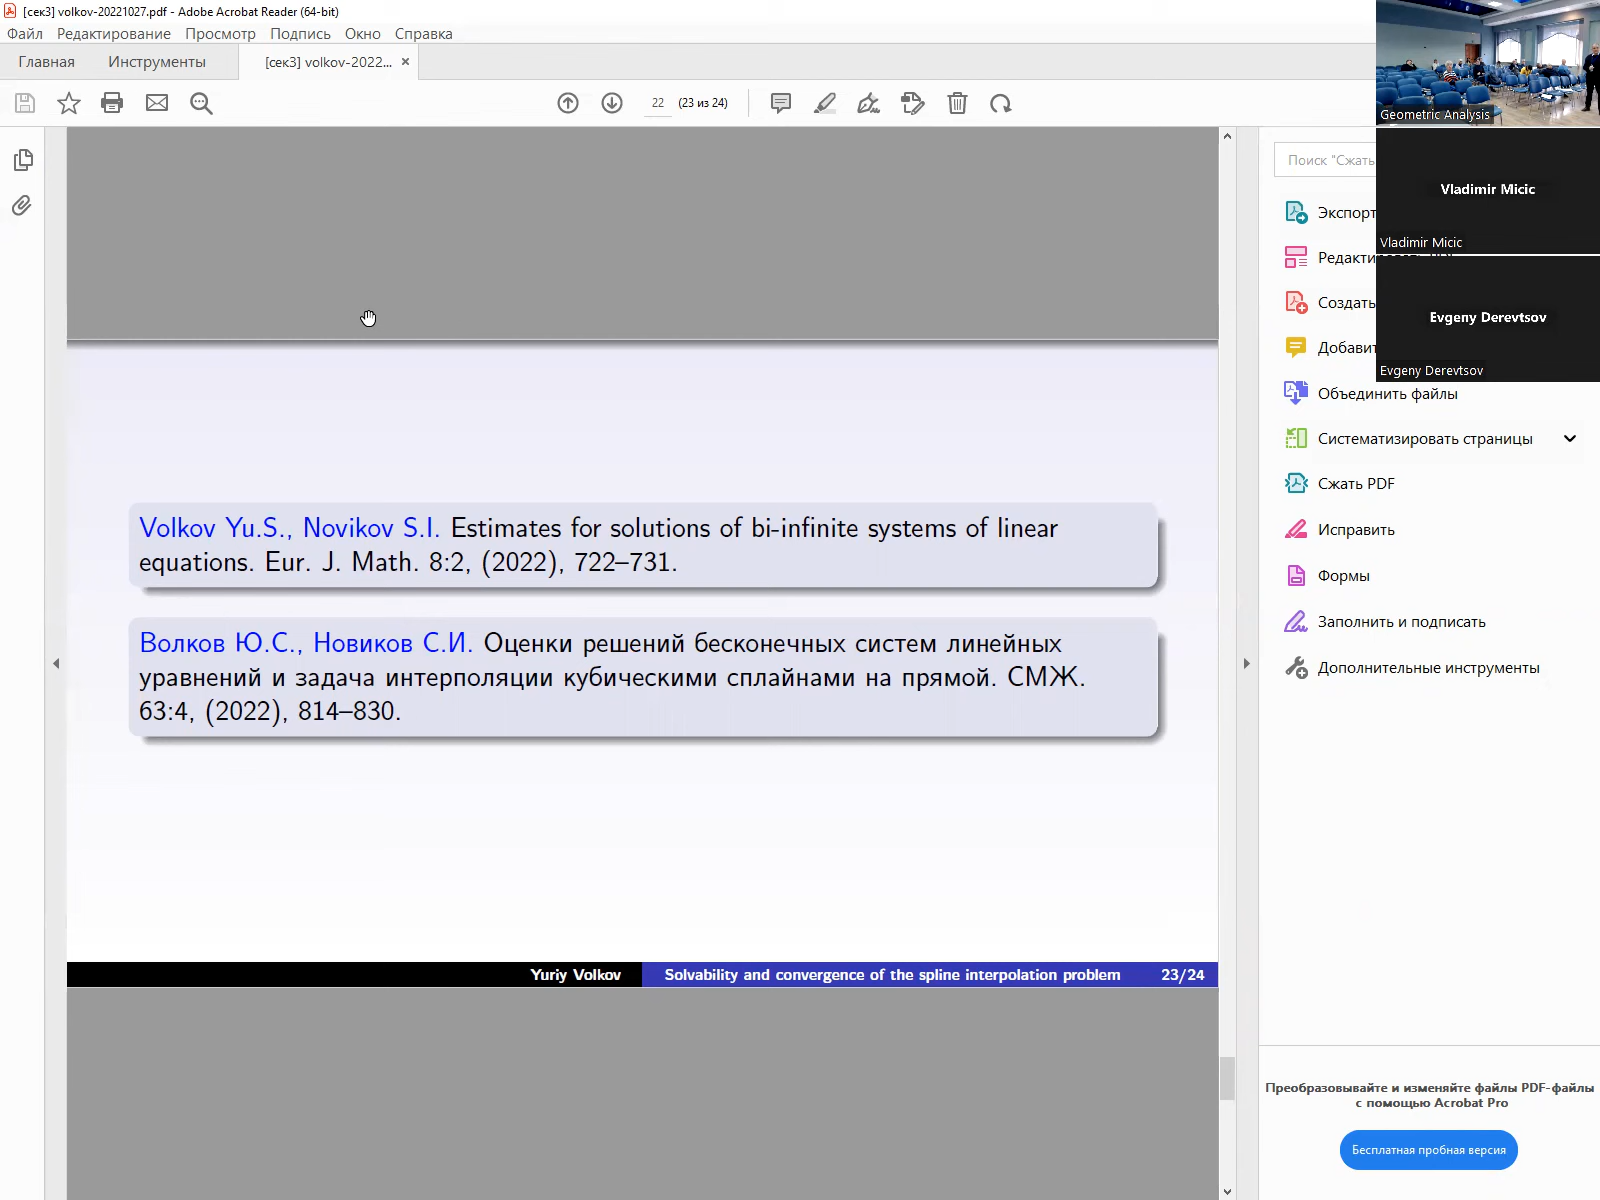 [сек3] volkov-20221027.pdf - Adobe Acrobat Reader (64-bit)
Файл Редактирование Просмотр Подпись Окно Справка
Главная Инструменты [сек3] volkov-2022... ×
22 (23 из 24)
Geometric Analysis
Vladimir Micic
Vladimir Micic
Evgeny Derevtsov
Evgeny Derevtsov
Поиск "Сжать
Экспорт
Создать
Объединить файлы
Систематизировать страницы
Сжать PDF
Исправить
Формы
Заполнить и подписать
Дополнительные инструменты
Volkov Yu.S., Novikov S.I. Estimates for solutions of bi-infinite systems of linear
equations. Eur. J. Math. 8:2, (2022), 722–731.
Волков Ю.С., Новиков С.И. Оценки решений бесконечных систем линейных
уравнений и задача интерполяции кубическими сплайнами на прямой. СМЖ.
63:4, (2022), 814–830.
Yuriy Volkov Solvability and convergence of the spline interpolation problem 23/24
Преобразовывайте и изменяйте файлы PDF-файлы
с помощью Acrobat Pro
Бесплатная пробная версия